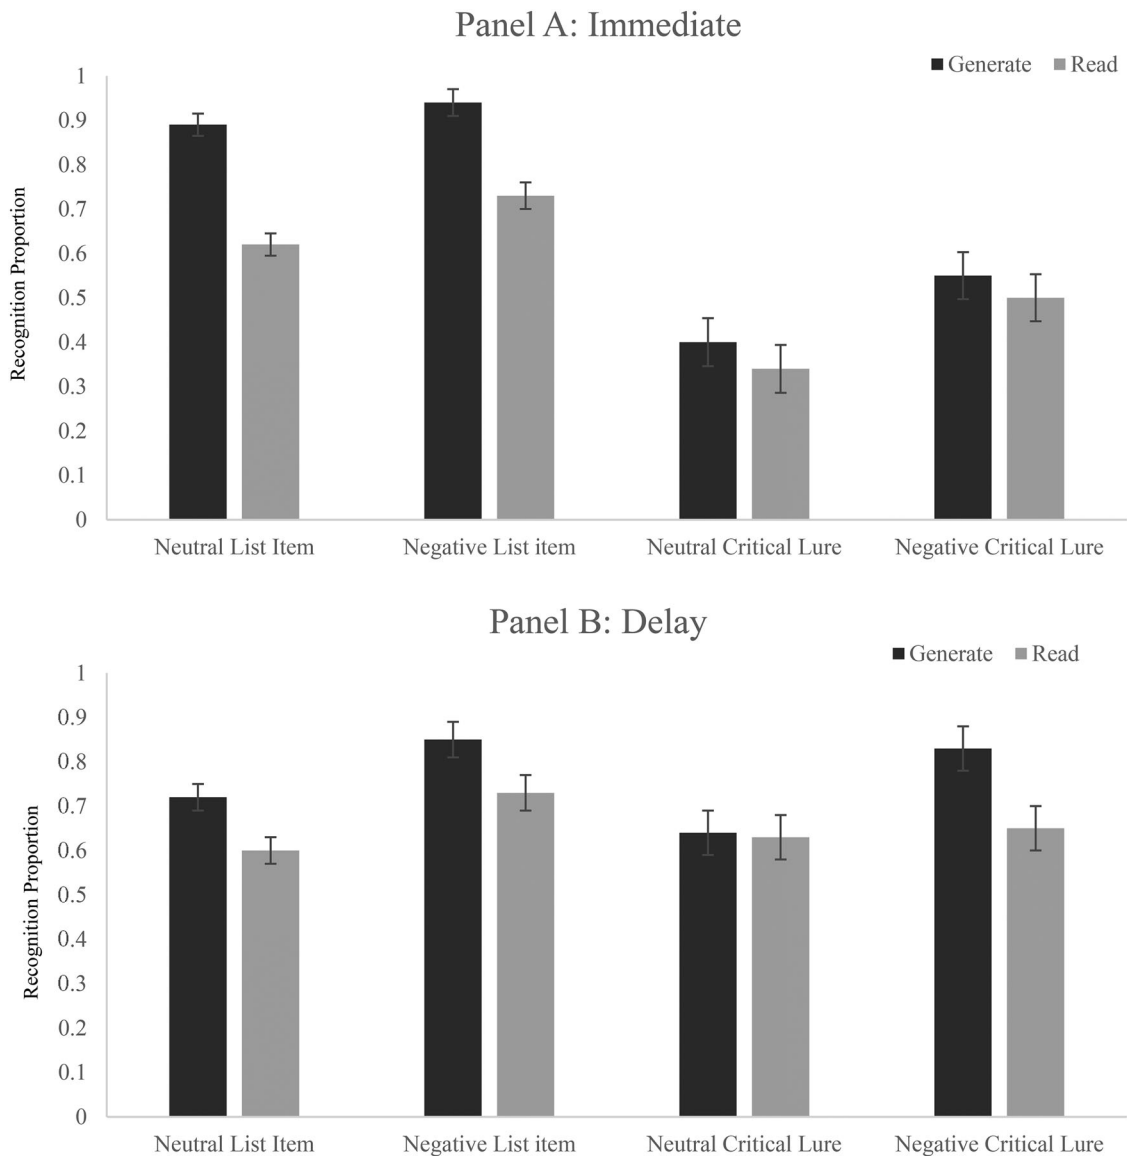 Panel A: Immediate
Generate Read
Recognition Proportion
1
0.9
0.8
0.7
0.6
0.5
0.4
0.3
0.2
0.1
0
Neutral List Item Negative List item Neutral Critical Lure Negative Critical Lure
Panel B: Delay
Generate Read
Recognition Proportion
1
0.9
0.8
0.7
0.6
0.5
0.4
0.3
0.2
0.1
0
Neutral List Item Negative List item Neutral Critical Lure Negative Critical Lure